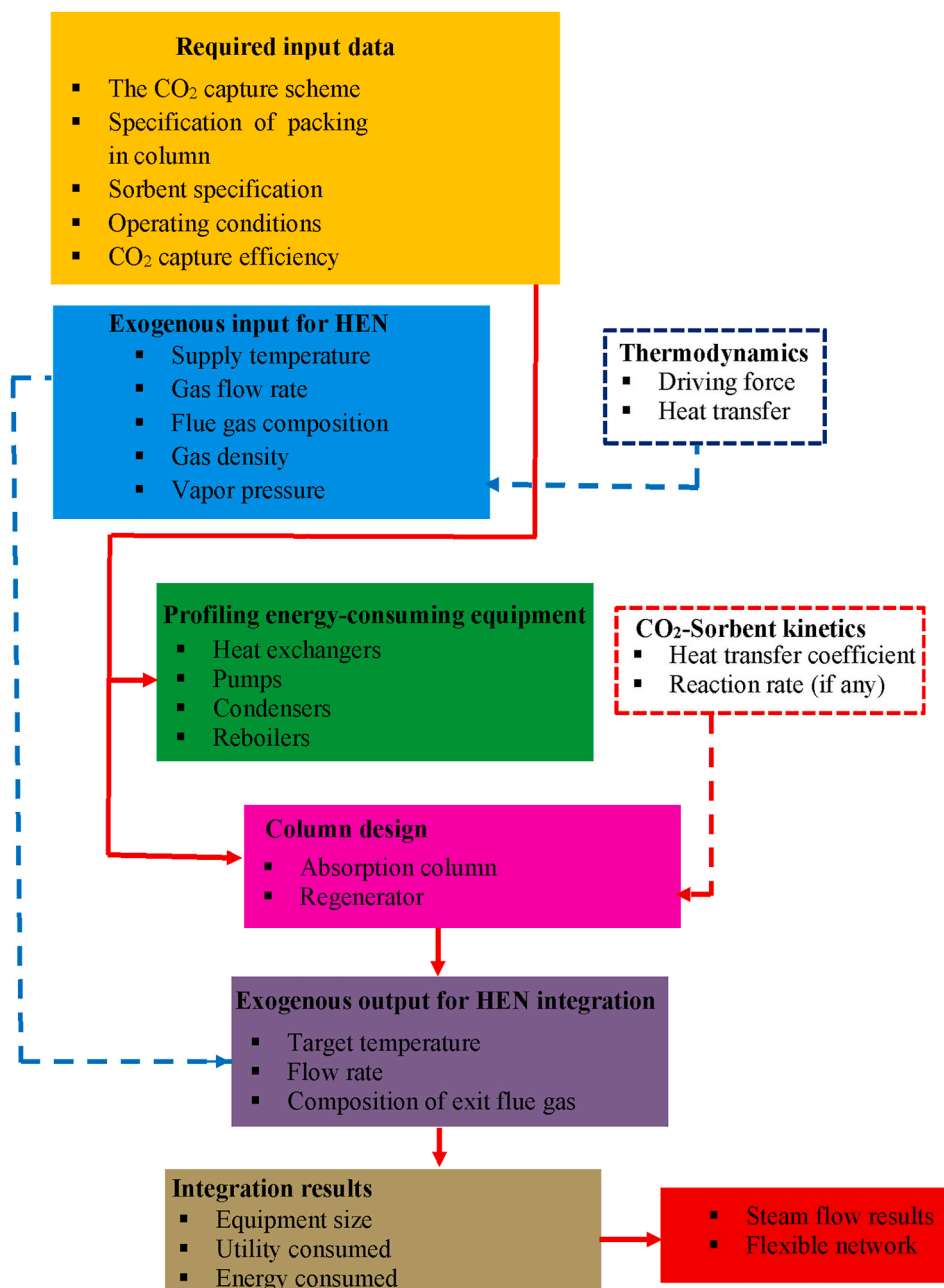 Required input data
▪ The CO₂ capture scheme
▪ Specification of packing
in column
▪ Sorbent specification
▪ Operating conditions
▪ CO₂ capture efficiency
Exogenous input for HEN
▪ Supply temperature
▪ Gas flow rate
▪ Flue gas composition
▪ Gas density
▪ Vapor pressure
Thermodynamics
▪ Driving force
▪ Heat transfer
Profiling energy-consuming equipment
▪ Heat exchangers
▪ Pumps
▪ Condensers
▪ Reboilers
CO₂-Sorbent kinetics
▪ Heat transfer coefficient
▪ Reaction rate (if any)
Column design
▪ Absorption column
▪ Regenerator
Exogenous output for HEN integration
▪ Target temperature
▪ Flow rate
▪ Composition of exit flue gas
Integration results
▪ Equipment size
▪ Utility consumed
▪ Energy consumed
▪ Steam flow results
▪ Flexible network